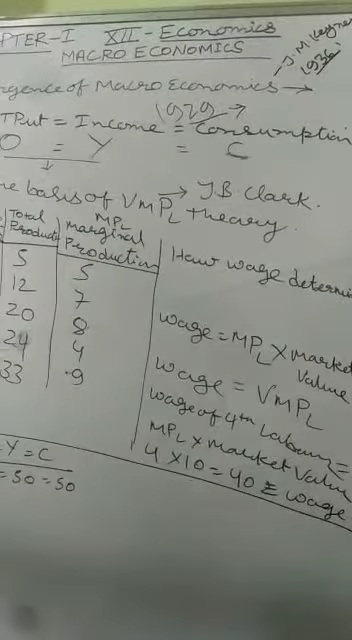 PTER-I XII- Economics
MACRO ECONOMICS
J.M Keynes
1936
rgence of Macro Economics →
1929 →
TPut = Income = Consumption
O = Y = C
↓
he basis of VMPL theory. → JB Clark.
Total Product
MPL
Marginal Production
5 5
12 7
20 8
24 4
33 9
How wage determi
wage = MPL X Market Value
wage = VMPL
wage of 4th Labour =
MPL X Market Value
4 X 10 = 40 = wage
-Y = C
= 50 = 50